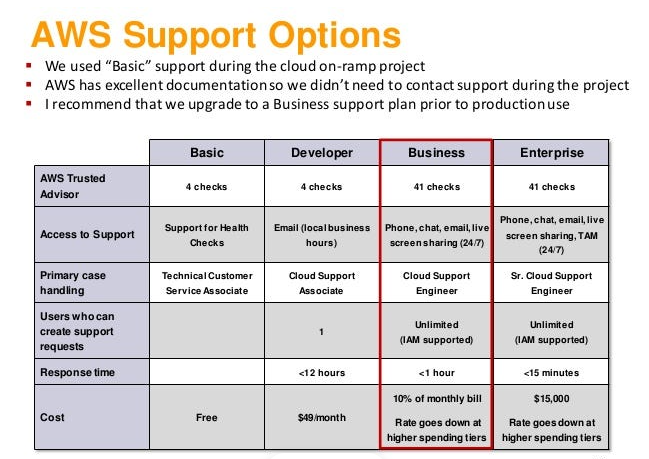 AWS Support Options
We used “Basic” support during the cloud on-ramp project
AWS has excellent documentation so we didn’t need to contact support during the project
I recommend that we upgrade to a Business support plan prior to production use
Basic
Developer
Business
Enterprise
AWS Trusted
Advisor
4 checks
4 checks
41 checks
41 checks
Access to Support
Support for Health
Checks
Email (local business
hours)
Phone, chat, email, live
screen sharing (24/7)
Phone, chat, email, live
screen sharing, TAM
(24/7)
Primary case
handling
Technical Customer
Service Associate
Cloud Support
Associate
Cloud Support
Engineer
Sr. Cloud Support
Engineer
Users who can
create support
requests
1
Unlimited
(IAM supported)
Unlimited
(IAM supported)
Response time
<12 hours
<1 hour
<15 minutes
Cost
Free
$49/month
10% of monthly bill
Rate goes down at
higher spending tiers
$15,000
Rate goes down at
higher spending tiers